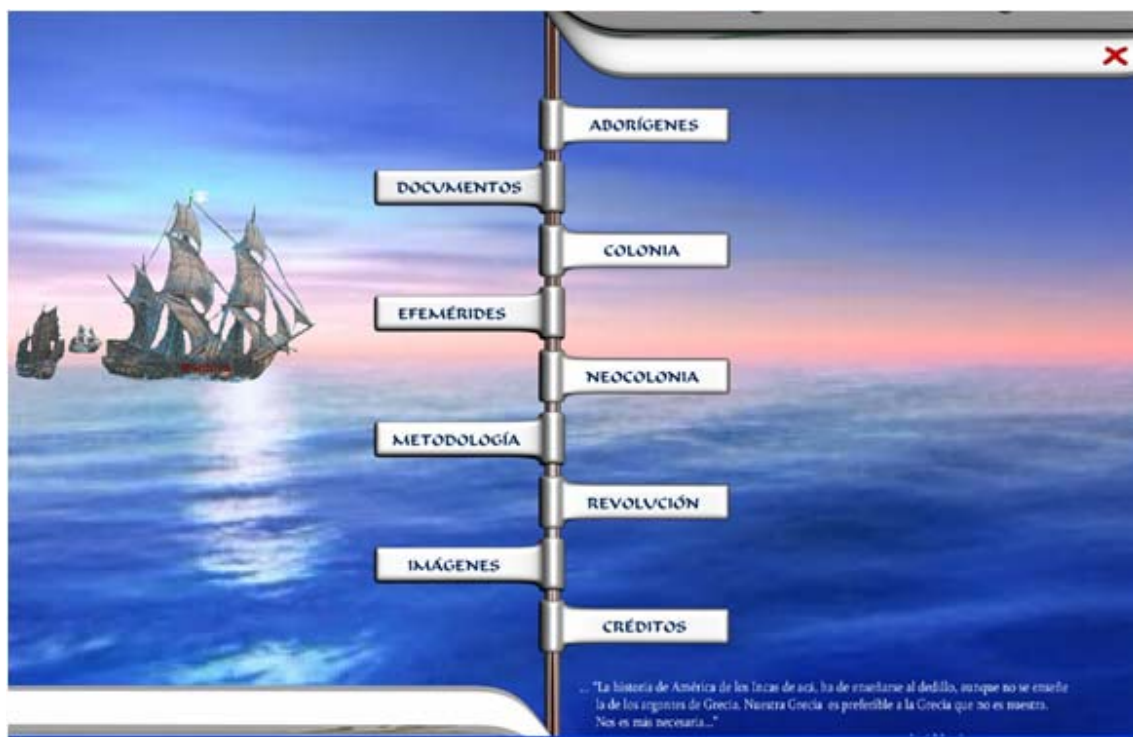 ABORÍGENES
DOCUMENTOS
COLONIA
EFEMÉRIDES
NEOCOLONIA
METODOLOGÍA
REVOLUCIÓN
IMÁGENES
CRÉDITOS
... "La historia de América de los Incas de acá, ha de enseñarse al dedillo, aunque no se enseñe
la de los argontes de Grecia. Nuestra Grecia es preferible a la Grecia que no es nuestra.
Nos es más necesaria..."